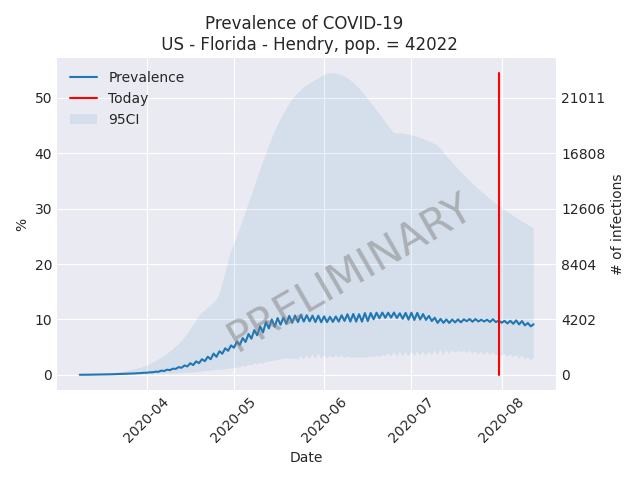 Prevalence of COVID-19
US - Florida - Hendry, pop. = 42022
Prevalence
Today
95CI
50
40
30
20
10
0
%
21011
16808
12606
8404
4202
0
# of infections
PRELIMINARY
2020-04
2020-05
2020-06
2020-07
2020-08
Date